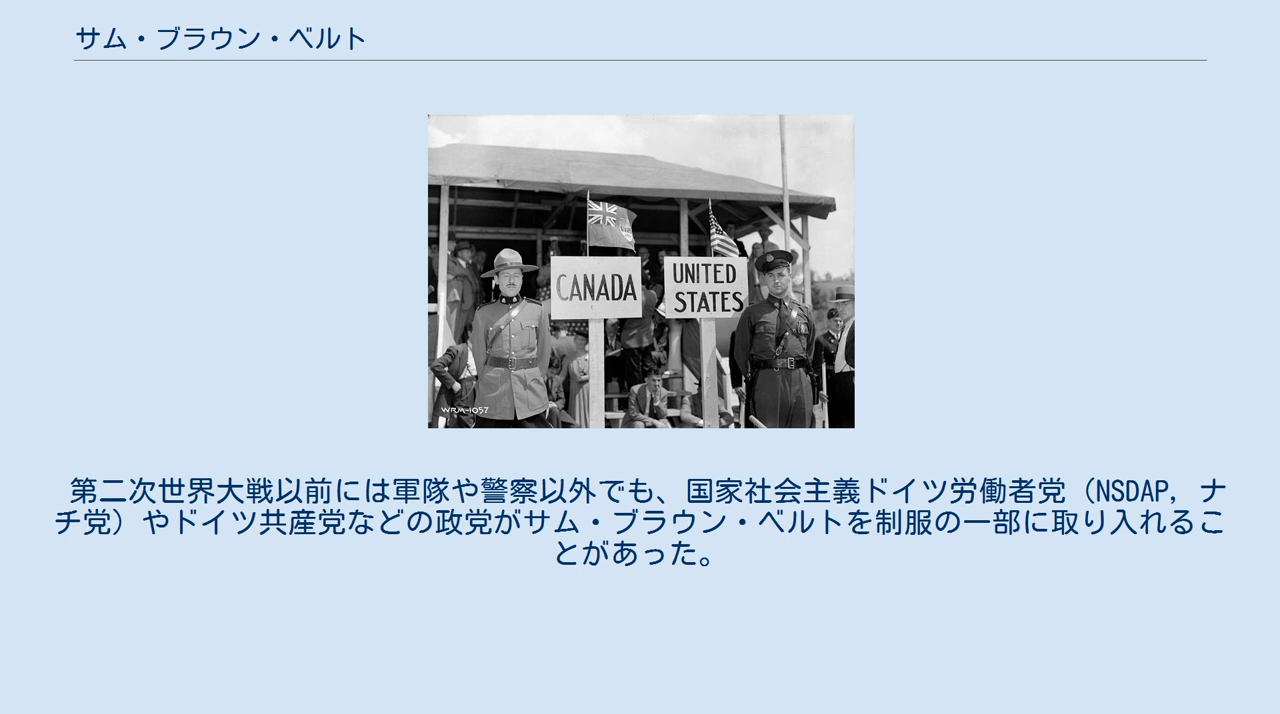 サム・ブラウン・ベルト
CANADA
UNITED
STATES
WRM-1057
第二次世界大戦以前には軍隊や警察以外でも、国家社会主義ドイツ労働者党（NSDAP, ナ
チ党）やドイツ共産党などの政党がサム・ブラウン・ベルトを制服の一部に取り入れるこ
とがあった。